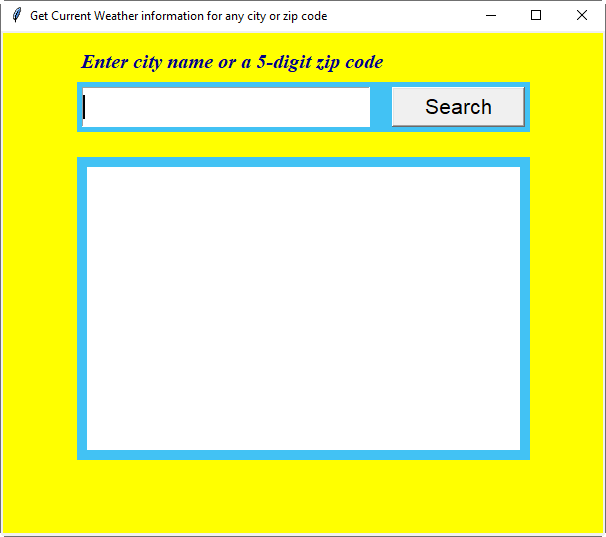 Get Current Weather information for any city or zip code
Enter city name or a 5-digit zip code
Search